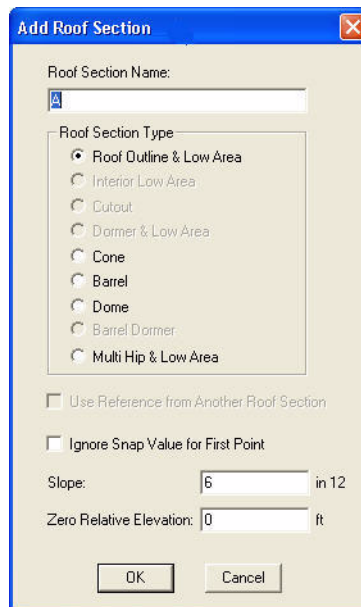 Add Roof Section
Roof Section Name:
A
Roof Section Type
Roof Outline & Low Area
Interior Low Area
Cutout
Dormer & Low Area
Cone
Barrel
Dome
Barrel Dormer
Multi Hip & Low Area
Use Reference from Another Roof Section
Ignore Snap Value for First Point
Slope: 6 in 12
Zero Relative Elevation: 0 ft
OK Cancel